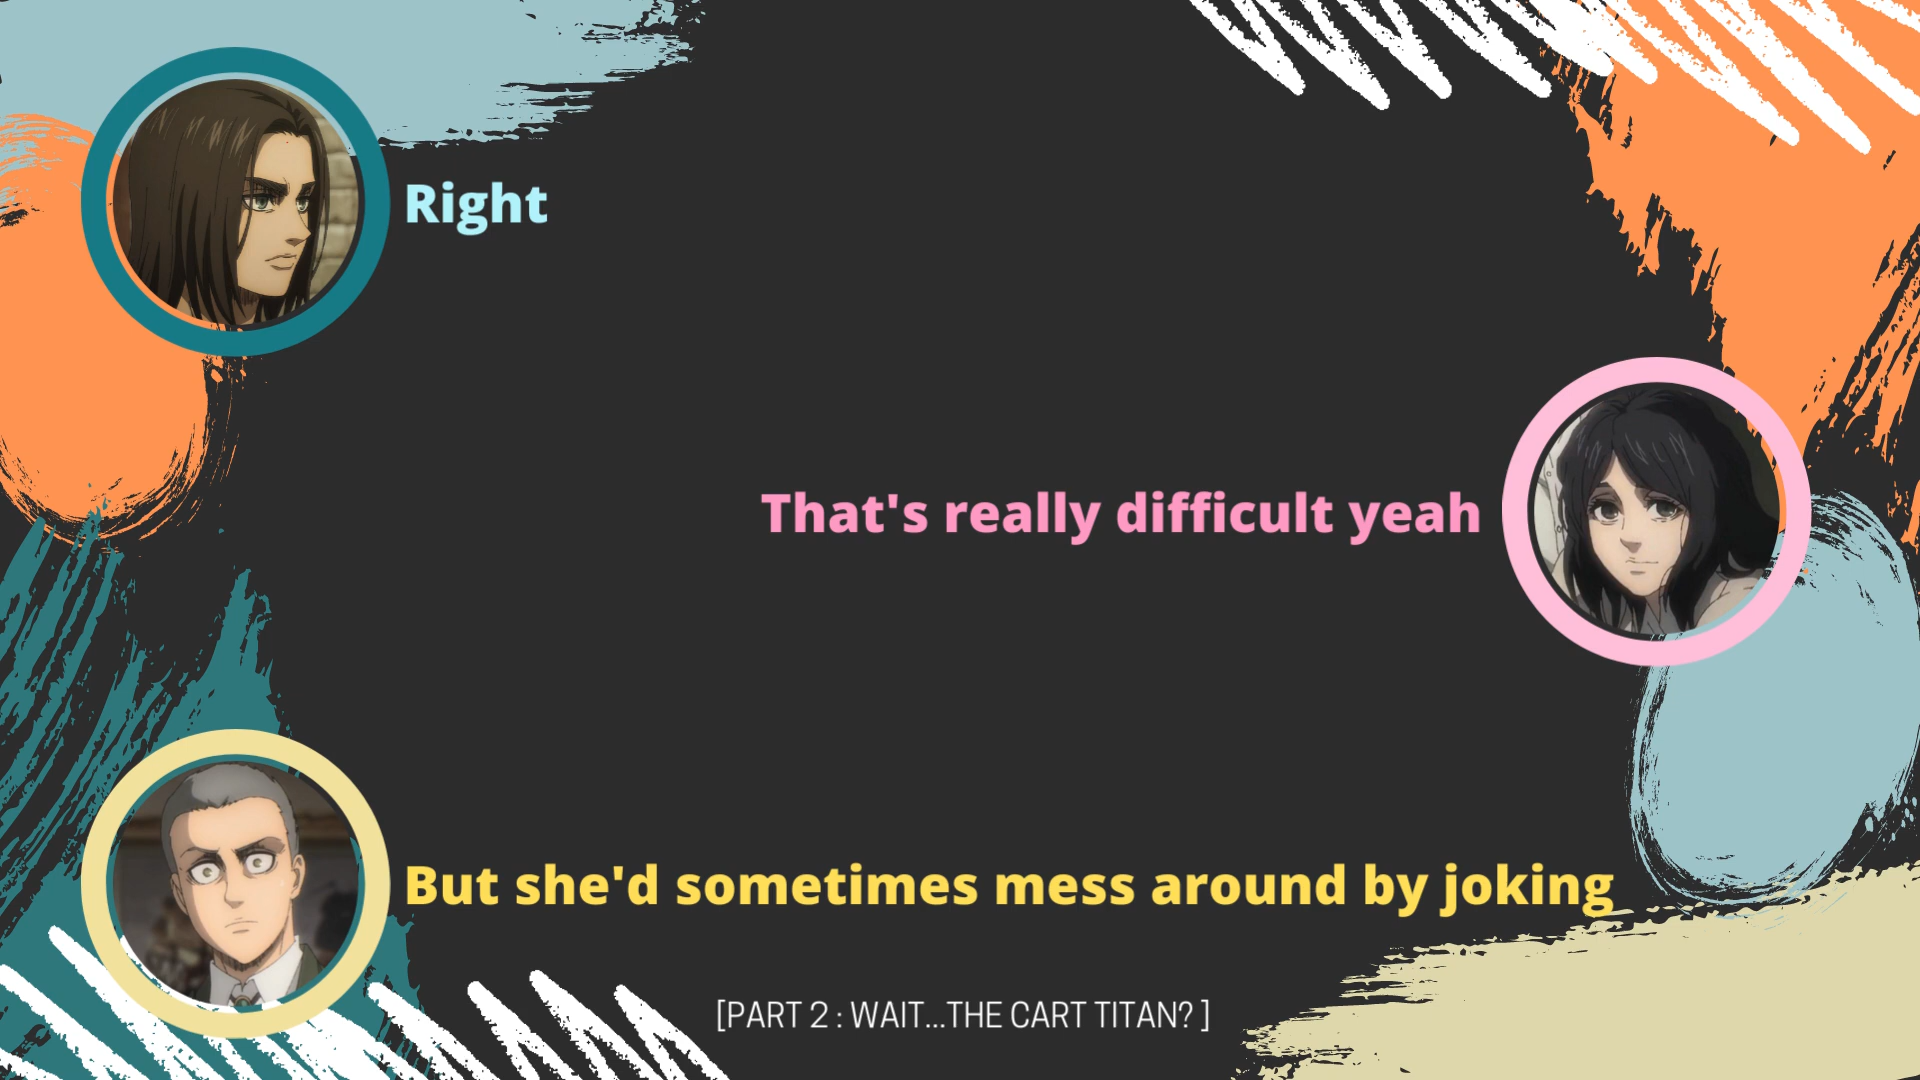 Right
That's really difficult yeah
But she'd sometimes mess around by joking
[PART 2 : WAIT...THE CART TITAN? ]